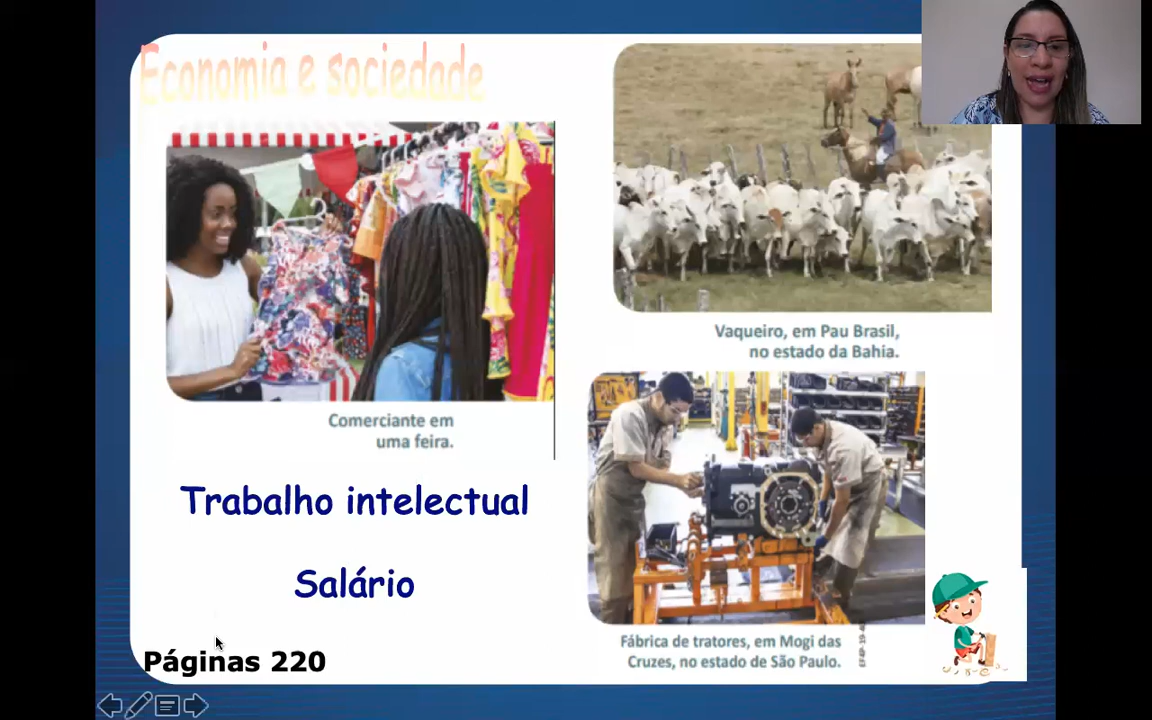 Economia e sociedade
Comerciante em
uma feira.
Vaqueiro, em Pau Brasil,
no estado da Bahia.
Trabalho intelectual
Salário
Fábrica de tratores, em Mogi das
Cruzes, no estado de São Paulo.
Páginas 220